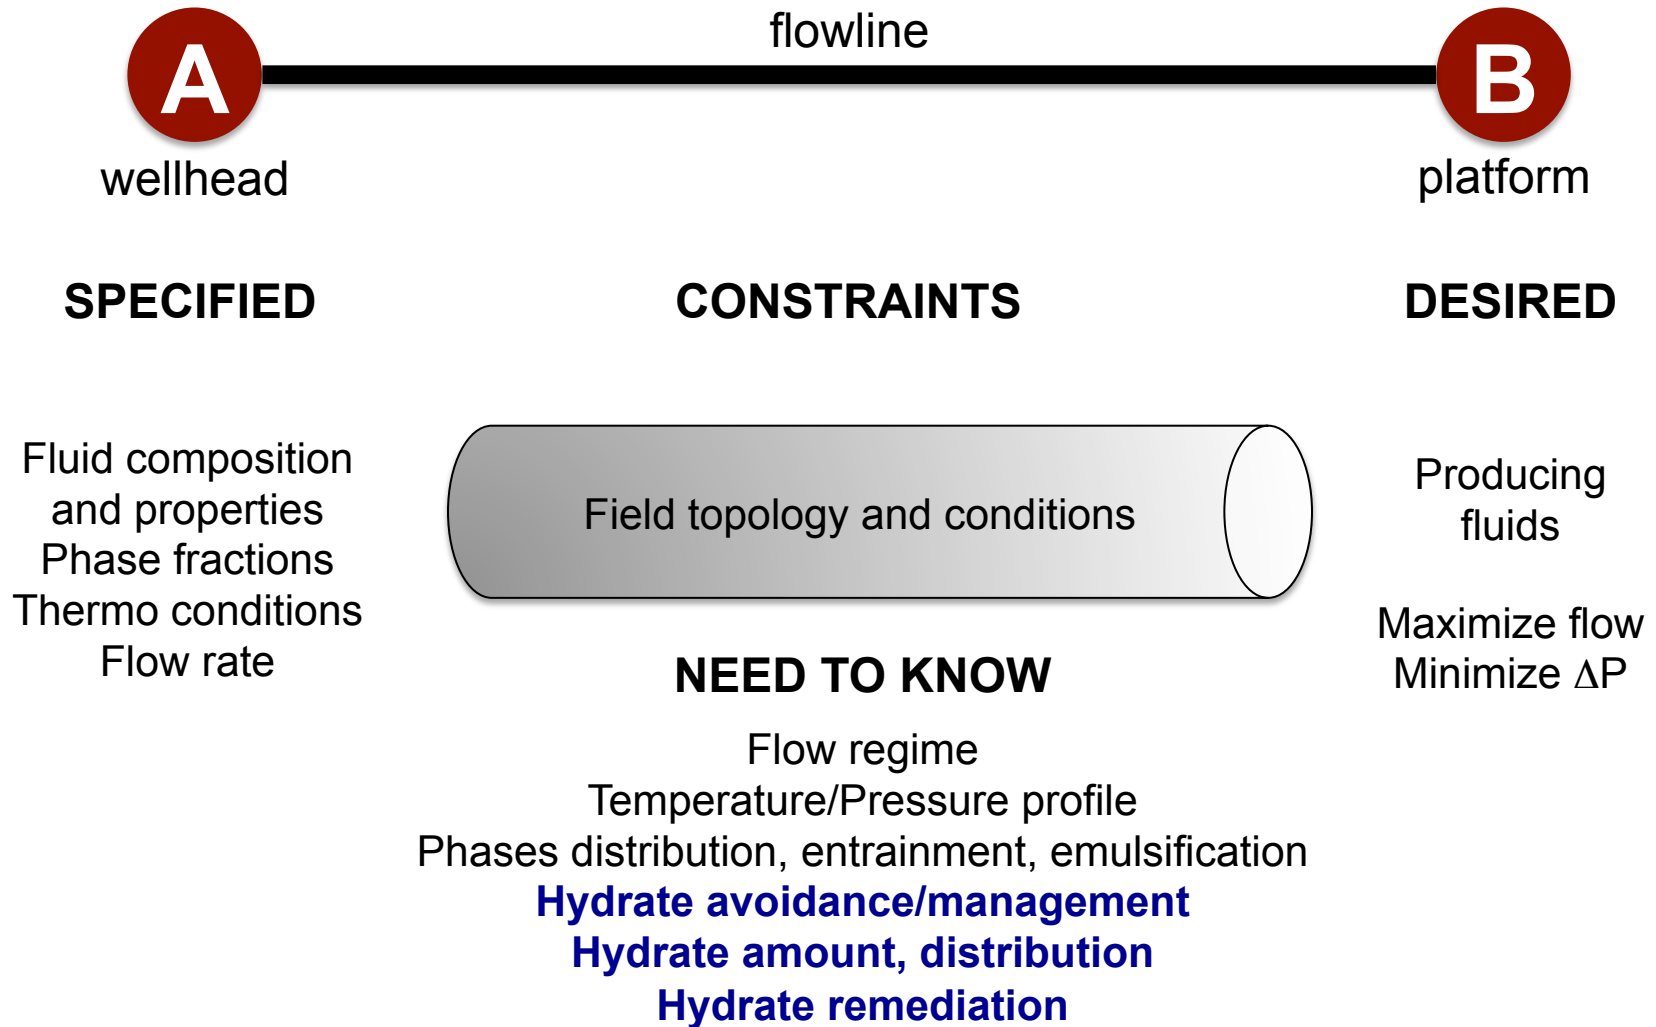 A
flowline
B
wellhead
platform
SPECIFIED
CONSTRAINTS
DESIRED
Fluid composition
and properties
Phase fractions
Thermo conditions
Flow rate
Field topology and conditions
Producing
fluids
Maximize flow
Minimize ΔP
NEED TO KNOW
Flow regime
Temperature/Pressure profile
Phases distribution, entrainment, emulsification
Hydrate avoidance/management
Hydrate amount, distribution
Hydrate remediation